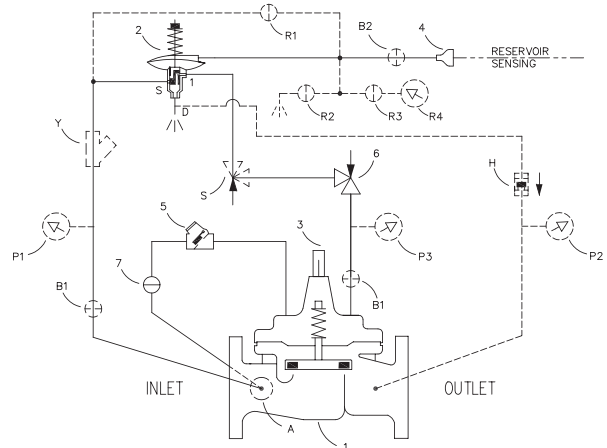 R1
2
B2
4
RESERVOIR
SENSING
S
1
D
R2
R3
R4
Y
S
6
H
5
3
P1
P3
P2
7
B1
B1
INLET
OUTLET
A
1